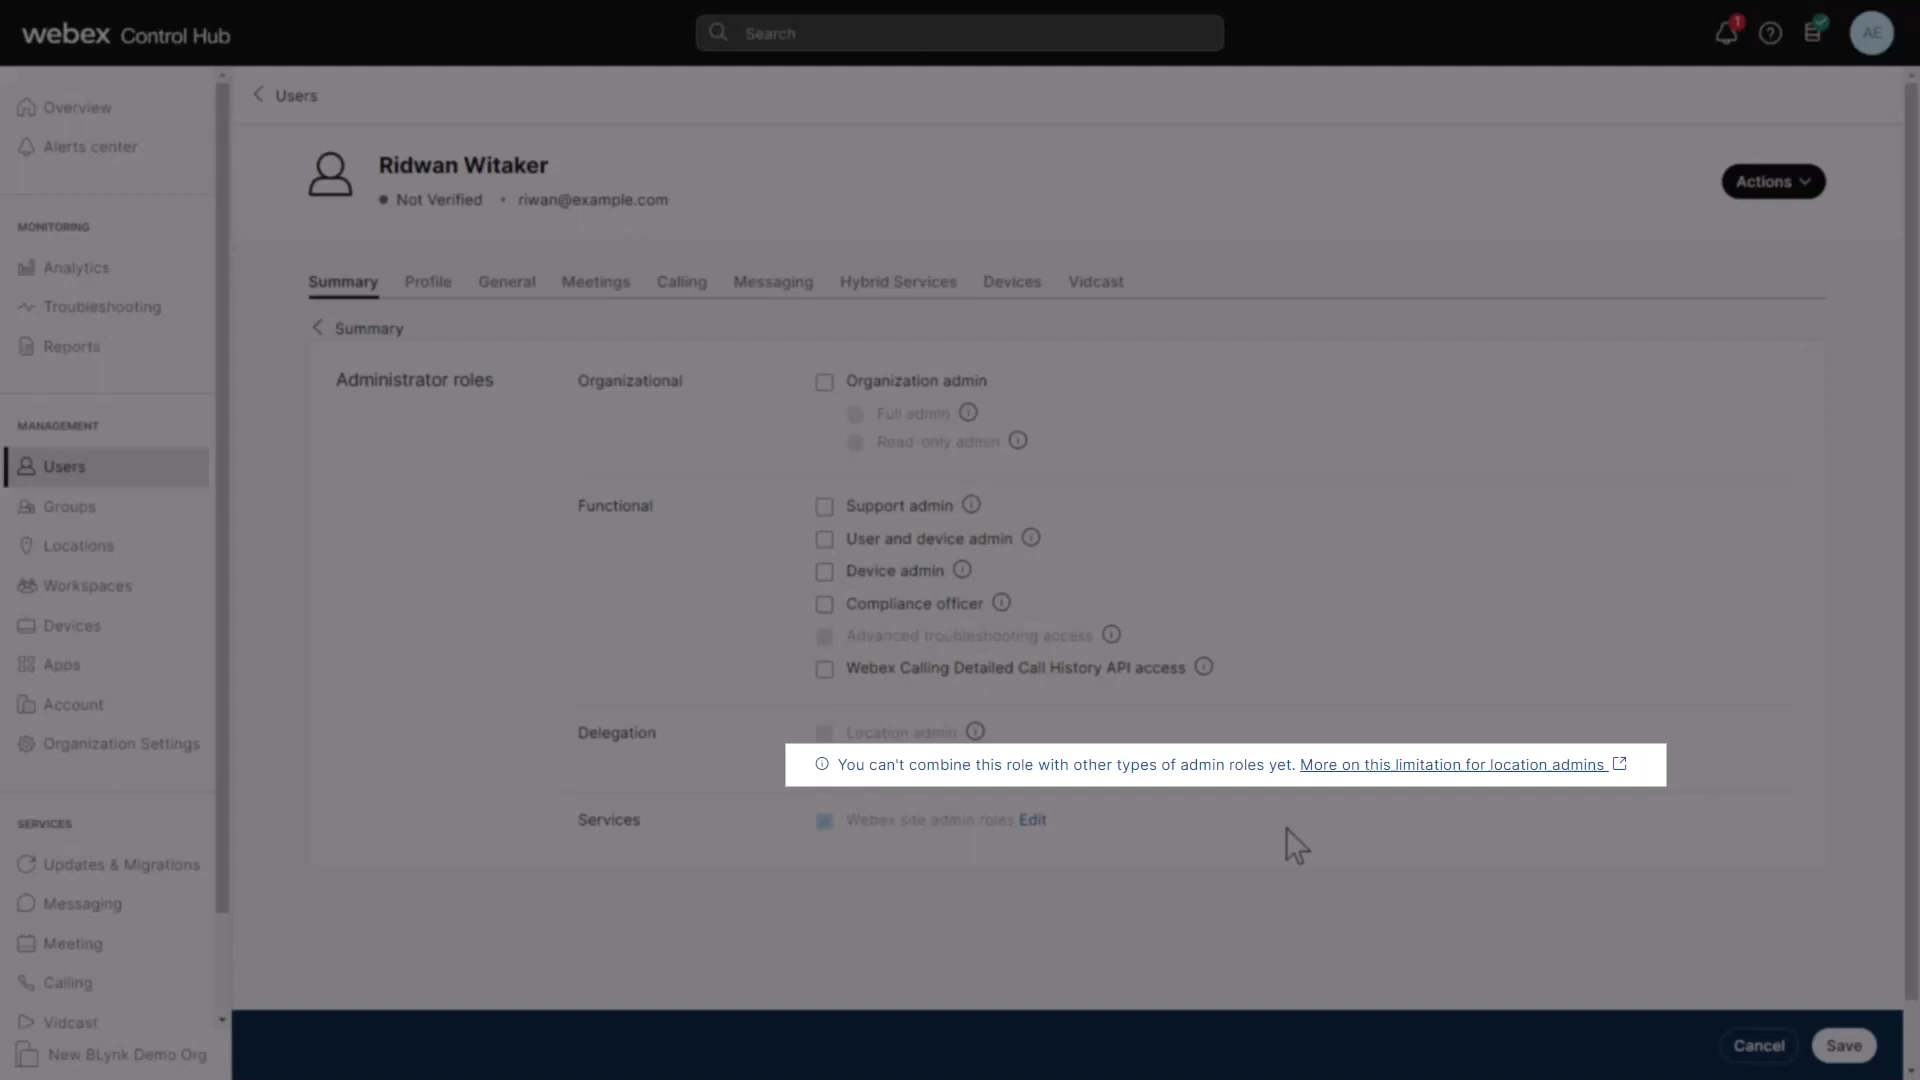 webex Control Hub
Search
1
AE
Overview
Alerts center
MONITORING
Analytics
Troubleshooting
Reports
MANAGEMENT
Users
Groups
Locations
Workspaces
Devices
Apps
Account
Organization Settings
SERVICES
Updates & Migrations
Messaging
Meeting
Calling
Vidcast
New BLynk Demo Org
Users
Ridwan Witaker
Not Verified • riwan@example.com
Actions
Summary Profile General Meetings Calling Messaging Hybrid Services Devices Vidcast
Summary
Administrator roles
Organizational
Organization admin
Full admin
Read-only admin
Functional
Support admin
User and device admin
Device admin
Compliance officer
Advanced troubleshooting access
Webex Calling Detailed Call History API access
Delegation
Location admin
You can't combine this role with other types of admin roles yet. More on this limitation for location admins
Services
Webex site admin roles Edit
Cancel
Save